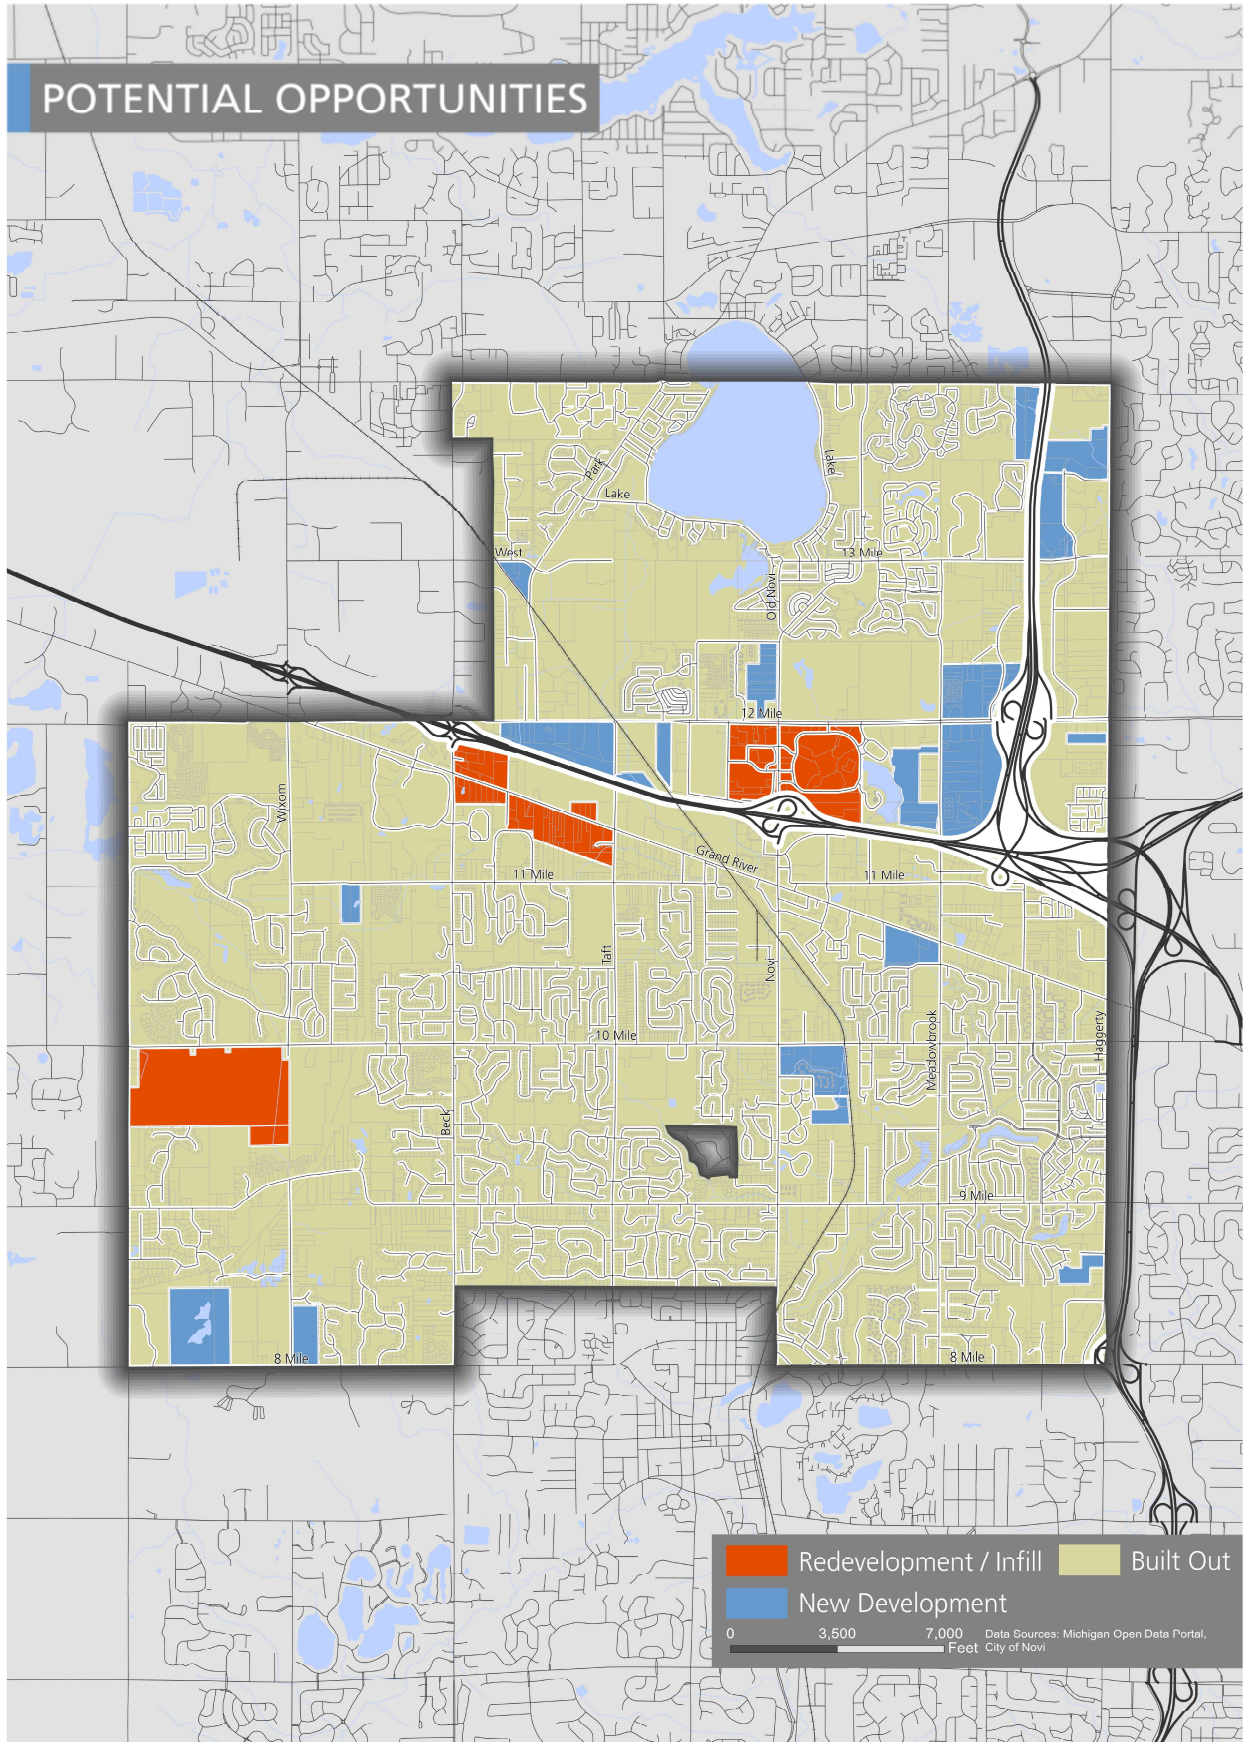 POTENTIAL OPPORTUNITIES
Park
Lake
Lake
West
13 Mile
Old Novi
12 Mile
Wixom
Grand River
11 Mile
11 Mile
Taft
Novi
10 Mile
Meadowbrook
Haggerty
Beck
9 Mile
8 Mile
8 Mile
Redevelopment / Infill
Built Out
New Development
0 3,500 7,000 Feet
Data Sources: Michigan Open Data Portal,
City of Novi